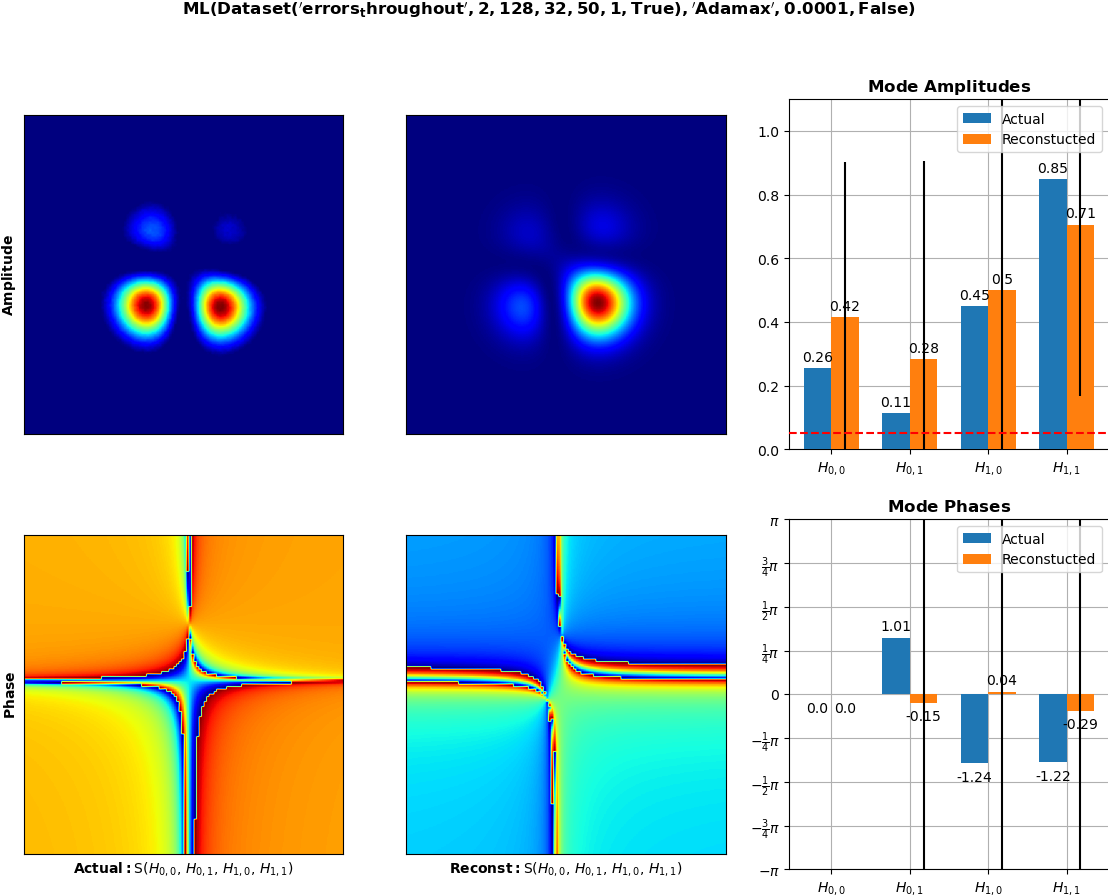 ML(Dataset('errors_throughout', 2, 128, 32, 50, 1, True), 'Adamax', 0.0001, False)
Amplitude
Mode Amplitudes
Actual
Reconstucted
1.0
0.8
0.6
0.4
0.2
0.0
0.26
0.42
0.11
0.28
0.45
0.5
0.85
0.71
H0,0
H0,1
H1,0
H1,1
Phase
Actual: S(H0,0, H0,1, H1,0, H1,1)
Reconst: S(H0,0, H0,1, H1,0, H1,1)
Mode Phases
Actual
Reconstucted
π
3/4π
1/2π
1/4π
0
−1/4π
−1/2π
−3/4π
−π
0.0
0.0
1.01
-0.15
-1.24
0.04
-1.22
-0.29
H0,0
H0,1
H1,0
H1,1